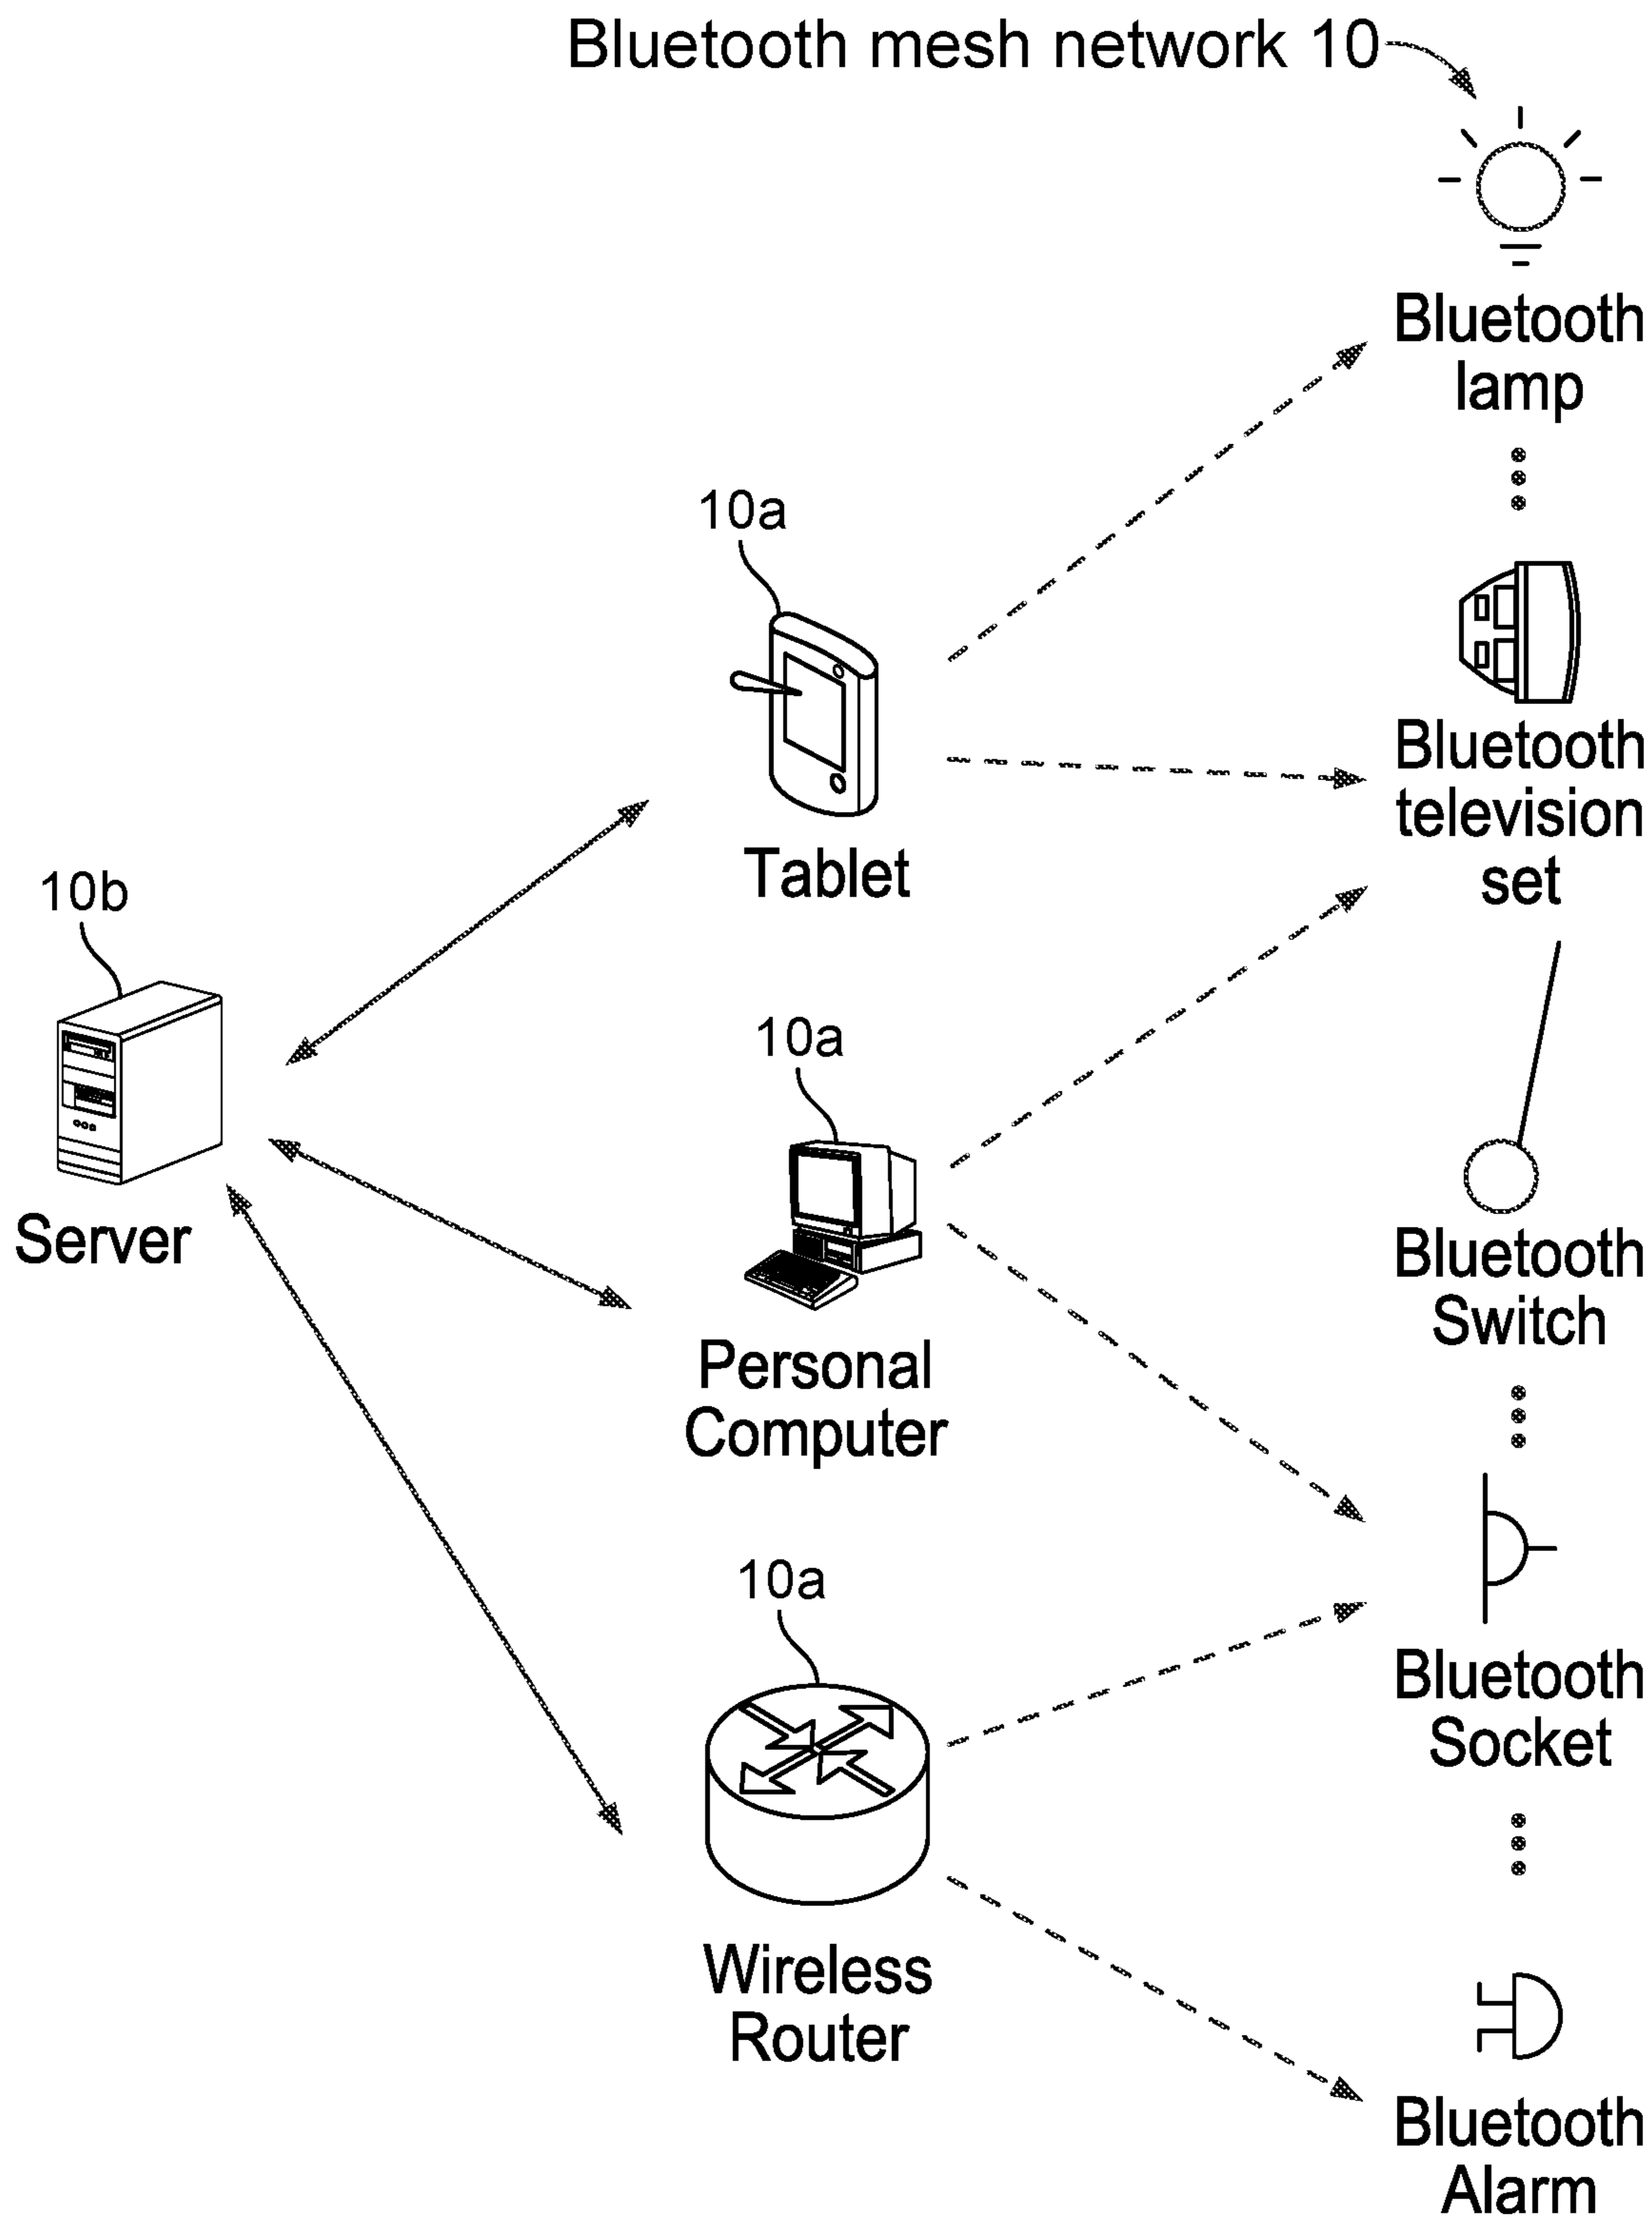 Bluetooth mesh network 10
Bluetooth
lamp
10a
Tablet
Bluetooth
television
set
10b
Server
10a
Personal
Computer
Bluetooth
Switch
10a
Wireless
Router
Bluetooth
Socket
Bluetooth
Alarm